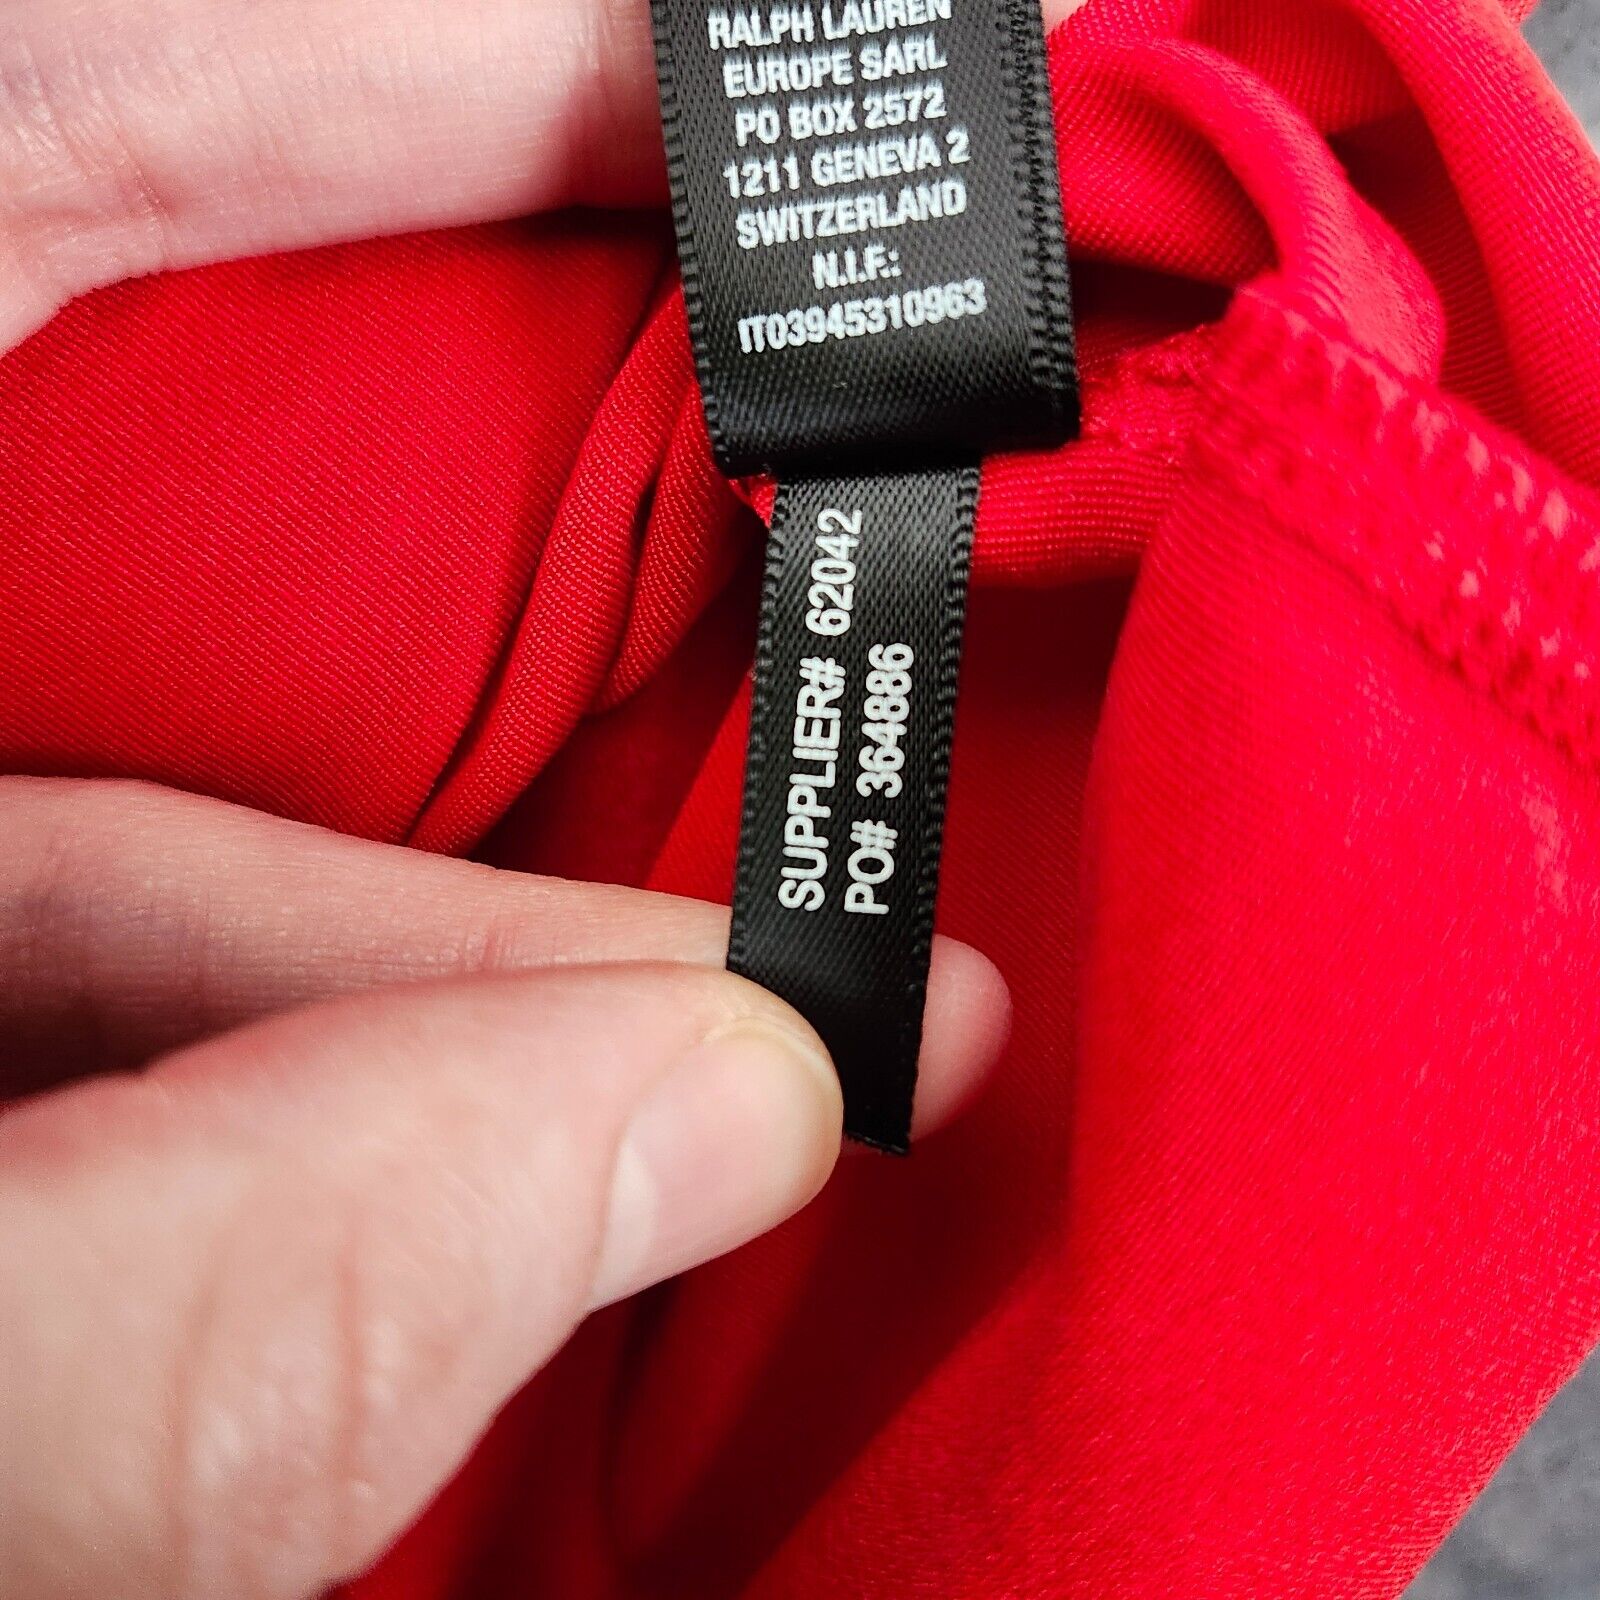 RALPH LAUREN
EUROPE SARL
PO BOX 2572
1211 GENEVA 2
SWITZERLAND
N.I.F.:
IT03945310963
SUPPLIER# 62042
PO# 364886